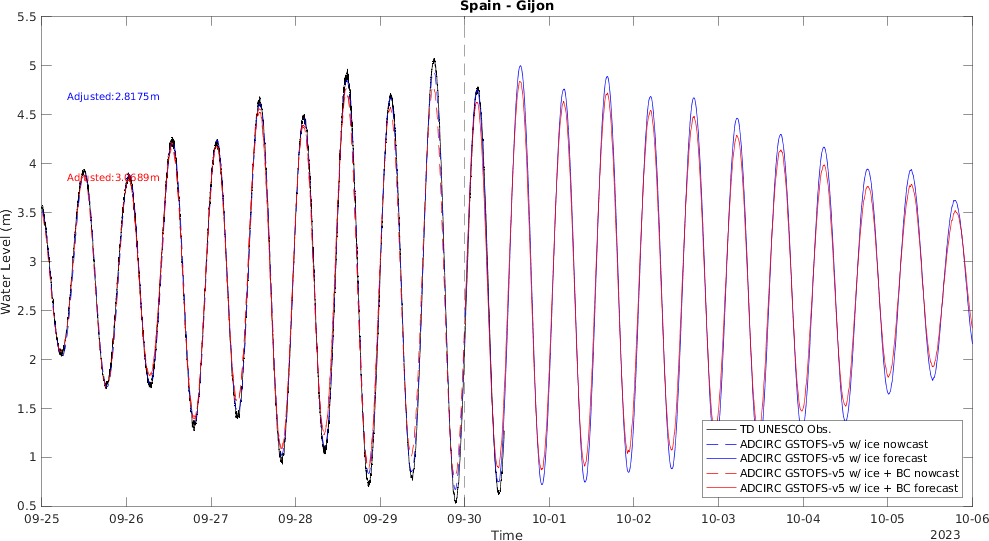 Spain - Gijon
5.5
5
4.5
4
3.5
3
2.5
2
1.5
1
0.5
Water Level (m)
Adjusted:2.8175m
Adjusted:3.0689m
TD UNESCO Obs.
ADCIRC GSTOFS-v5 w/ ice nowcast
ADCIRC GSTOFS-v5 w/ ice forecast
ADCIRC GSTOFS-v5 w/ ice + BC nowcast
ADCIRC GSTOFS-v5 w/ ice + BC forecast
09-25 09-26 09-27 09-28 09-29 09-30 10-01 10-02 10-03 10-04 10-05 10-06
Time
2023